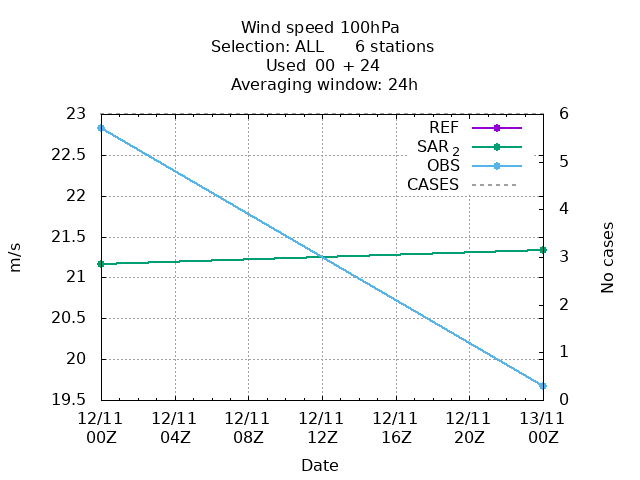 Wind speed 100hPa
Selection: ALL 6 stations
Used 00 + 24
Averaging window: 24h
23
22.5
22
21.5
21
20.5
20
19.5
m/s
6
5
4
3
2
1
0
No cases
REF
SAR 2
OBS
CASES
12/11 12/11 12/11 12/11 12/11 12/11 13/11
00Z 04Z 08Z 12Z 16Z 20Z 00Z
Date